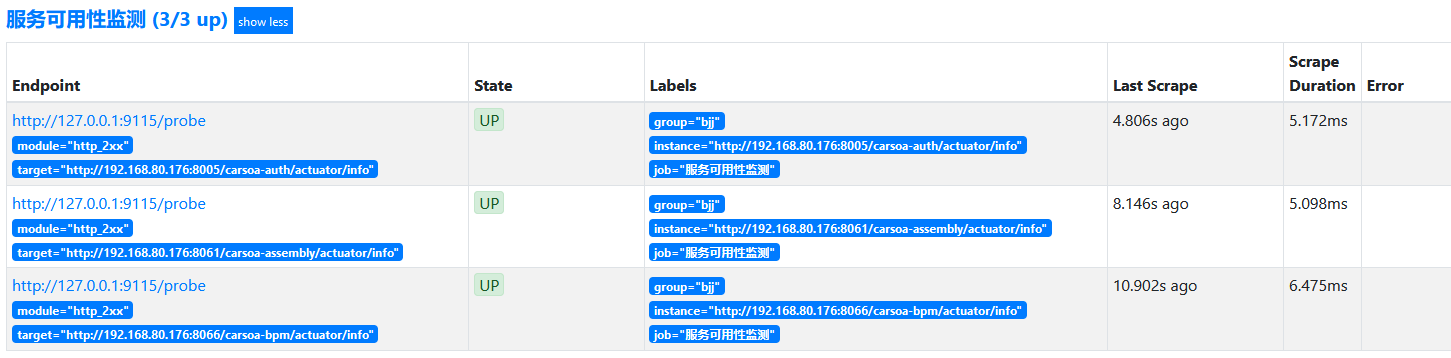 服务可用性监测 (3/3 up) show less
Endpoint State Labels Last Scrape Scrape Duration Error
http://127.0.0.1:9115/probe UP group="bjj" 4.806s ago 5.172ms
module="http_2xx" instance="http://192.168.80.176:8005/carsoa-auth/actuator/info"
target="http://192.168.80.176:8005/carsoa-auth/actuator/info" job="服务可用性监测"
http://127.0.0.1:9115/probe UP group="bjj" 8.146s ago 5.098ms
module="http_2xx" instance="http://192.168.80.176:8061/carsoa-assembly/actuator/info"
target="http://192.168.80.176:8061/carsoa-assembly/actuator/info" job="服务可用性监测"
http://127.0.0.1:9115/probe UP group="bjj" 10.902s ago 6.475ms
module="http_2xx" instance="http://192.168.80.176:8066/carsoa-bpm/actuator/info"
target="http://192.168.80.176:8066/carsoa-bpm/actuator/info" job="服务可用性监测"